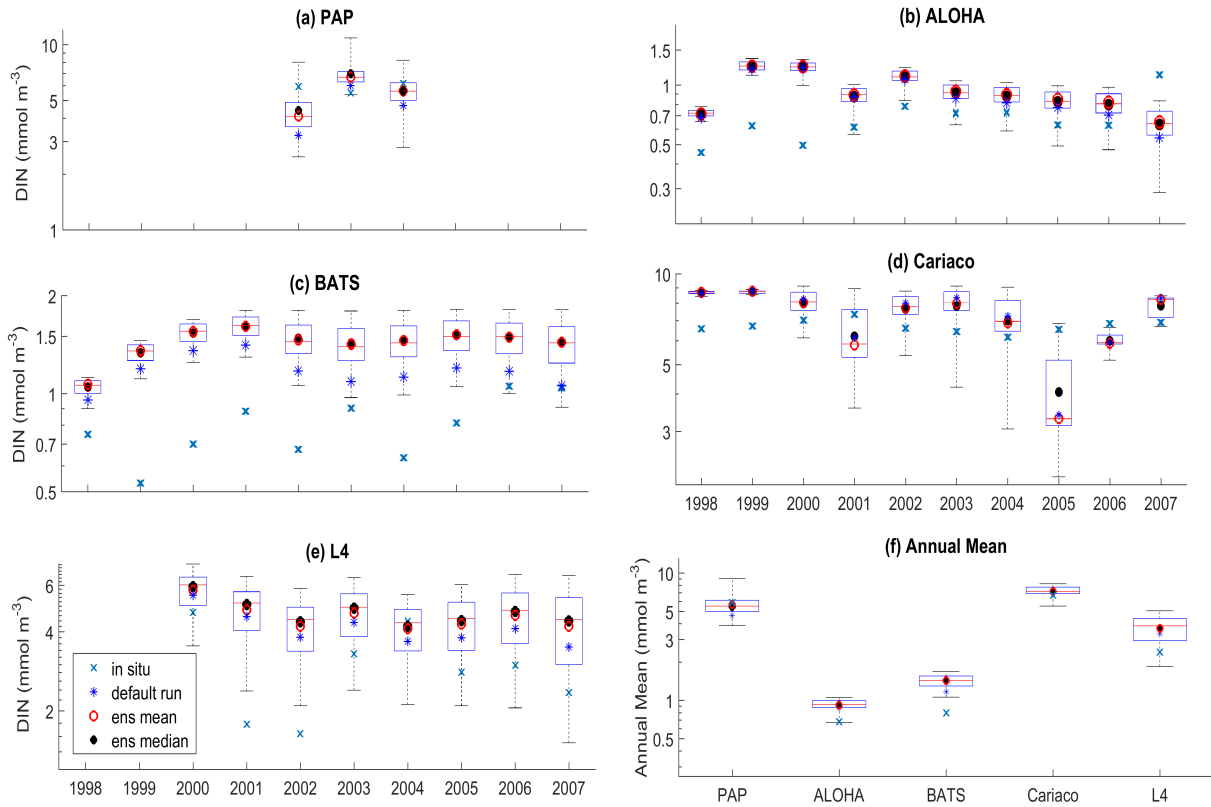 (a) PAP
DIN (mmol m⁻³)
10
5
3
1
(b) ALOHA
DIN (mmol m⁻³)
1.5
1
0.7
0.5
0.3
(c) BATS
DIN (mmol m⁻³)
2
1.5
1
0.7
0.5
(d) Cariaco
10
5
3
1998 1999 2000 2001 2002 2003 2004 2005 2006 2007
(e) L4
DIN (mmol m⁻³)
6
4
2
in situ
default run
ens mean
ens median
1998 1999 2000 2001 2002 2003 2004 2005 2006 2007
(f) Annual Mean
Annual Mean (mmol m⁻³)
10
5
3
1
0.5
PAP ALOHA BATS Cariaco L4